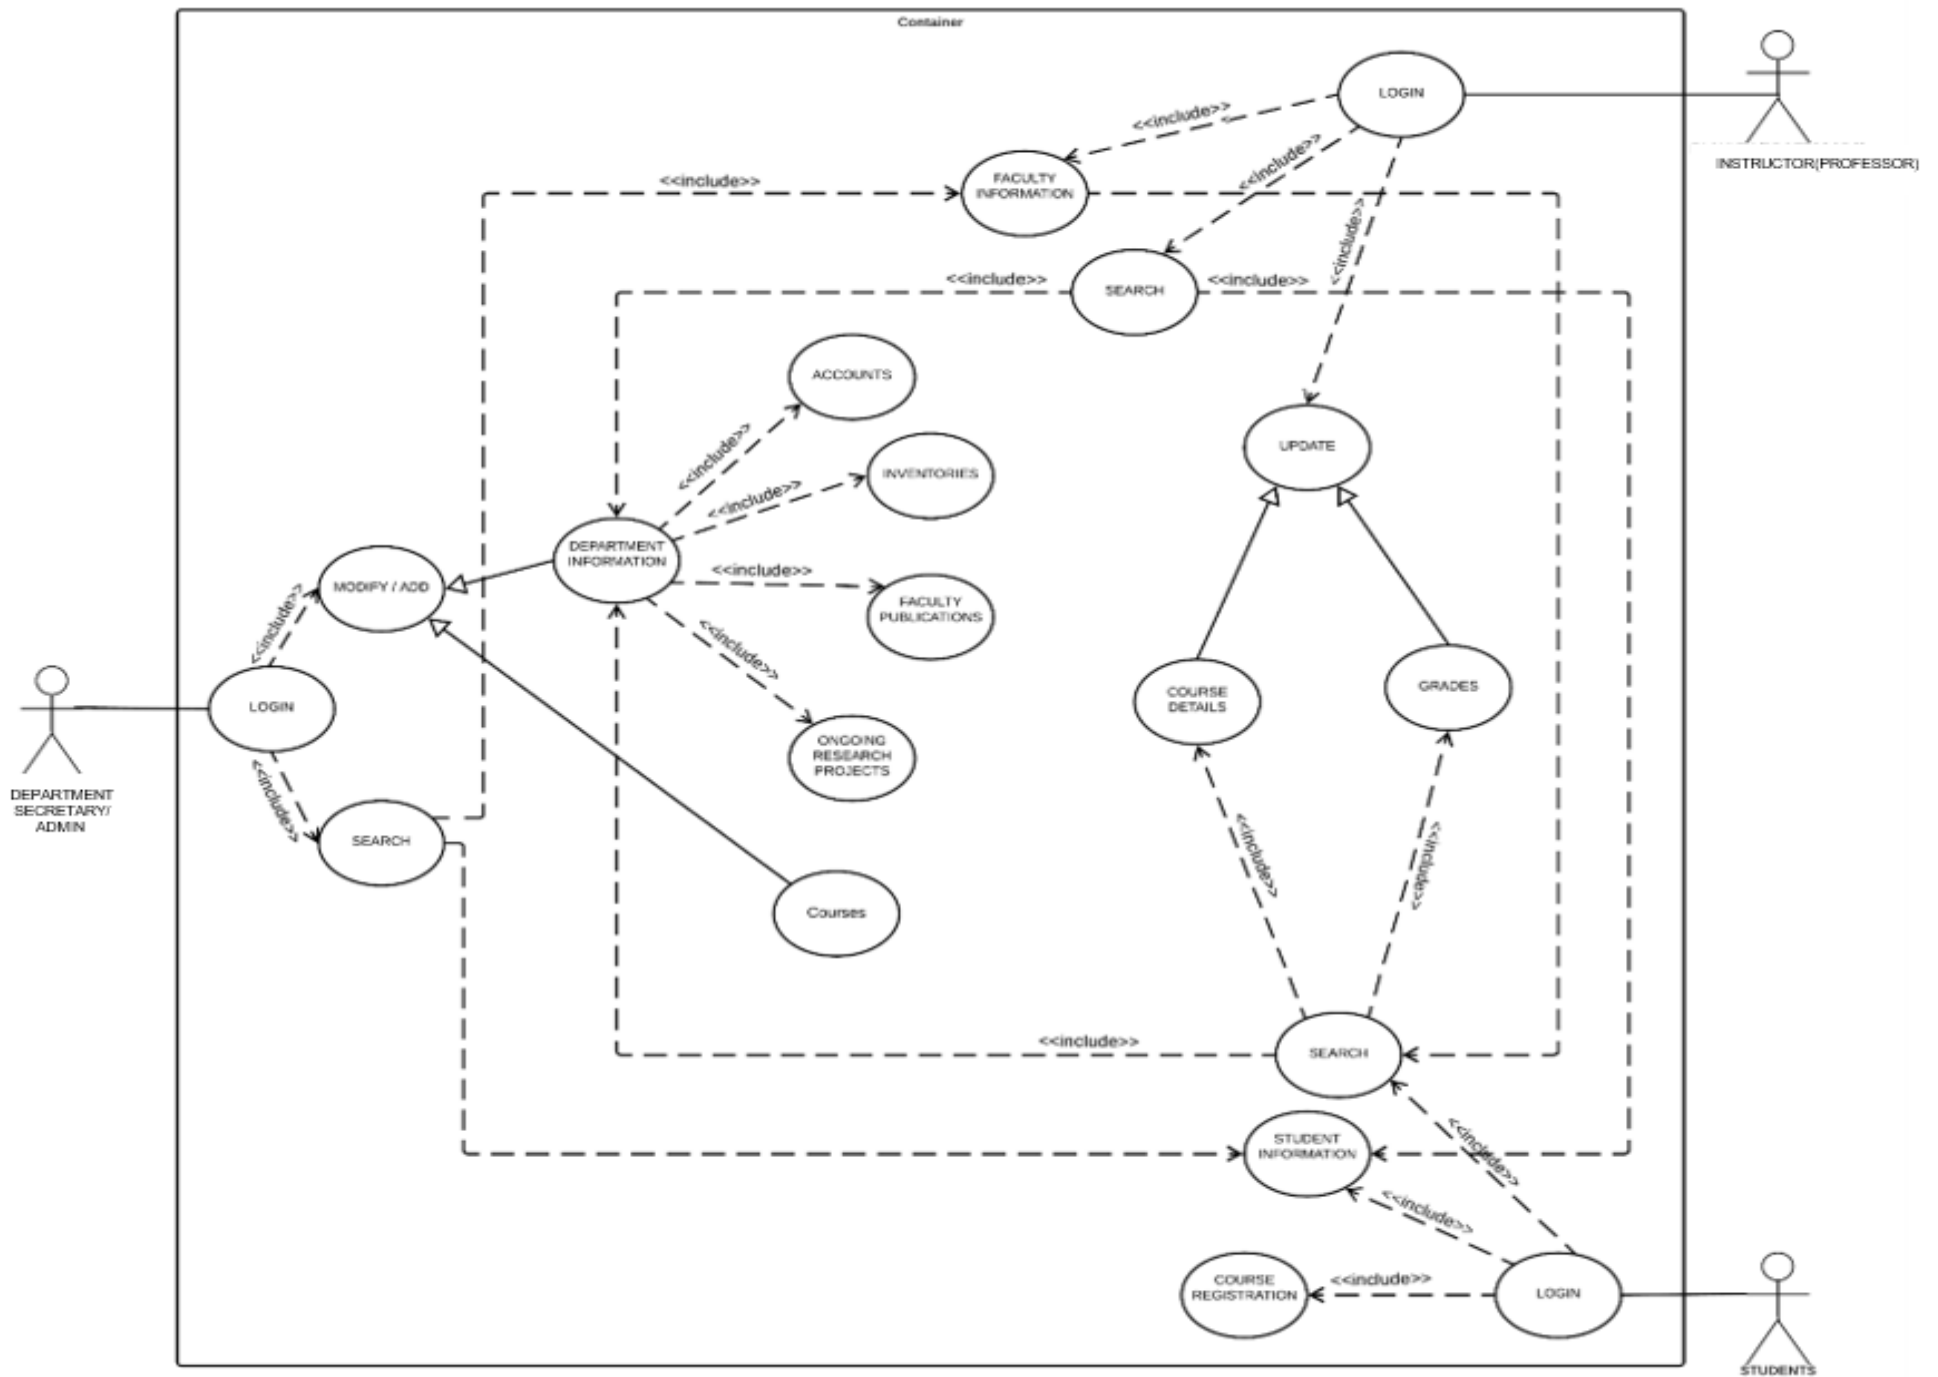 Container
LOGIN
<<include>>
INSTRUCTOR(PROFESSOR)
<<include>>
<<include>>
FACULTY
INFORMATION
<<include>>
<<include>>
SEARCH
<<include>>
<<include>>
ACCOUNTS
<<include>>
UPDATE
INVENTORIES
<<include>>
DEPARTMENT
INFORMATION
<<include>>
MODIFY / ADD
<<include>>
FACULTY
PUBLICATIONS
<<include>>
GRADES
COURSE
DETAILS
LOGIN
ONGOING
RESEARCH
PROJECTS
DEPARTMENT
SECRETARY/
ADMIN
<<include>>
SEARCH
<<include>>
<<include>>
Courses
<<include>>
SEARCH
STUDENT
INFORMATION
<<include>>
<<include>>
COURSE
REGISTRATION
<<include>>
LOGIN
STUDENTS